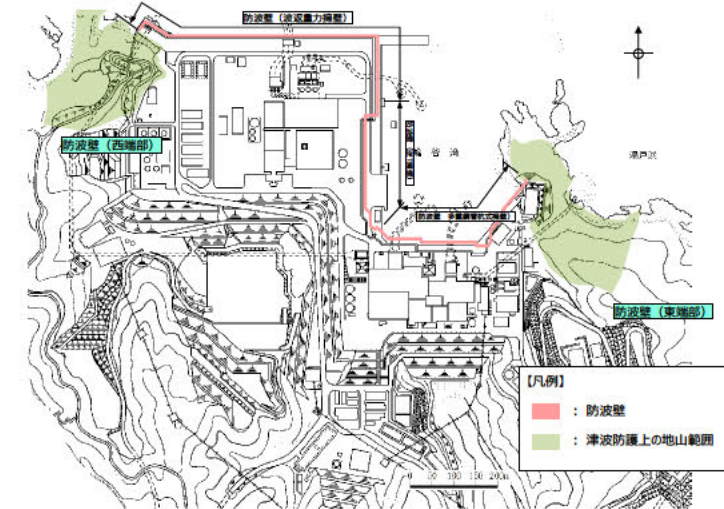 防波壁（波返重力擁壁）
防波壁（西端部）
谷 湾
防波壁（多重鋼管杭式擁壁）
防波壁（東端部）
【凡例】
：防波壁
：津波防護上の地山範囲
0 50 100 150 200m